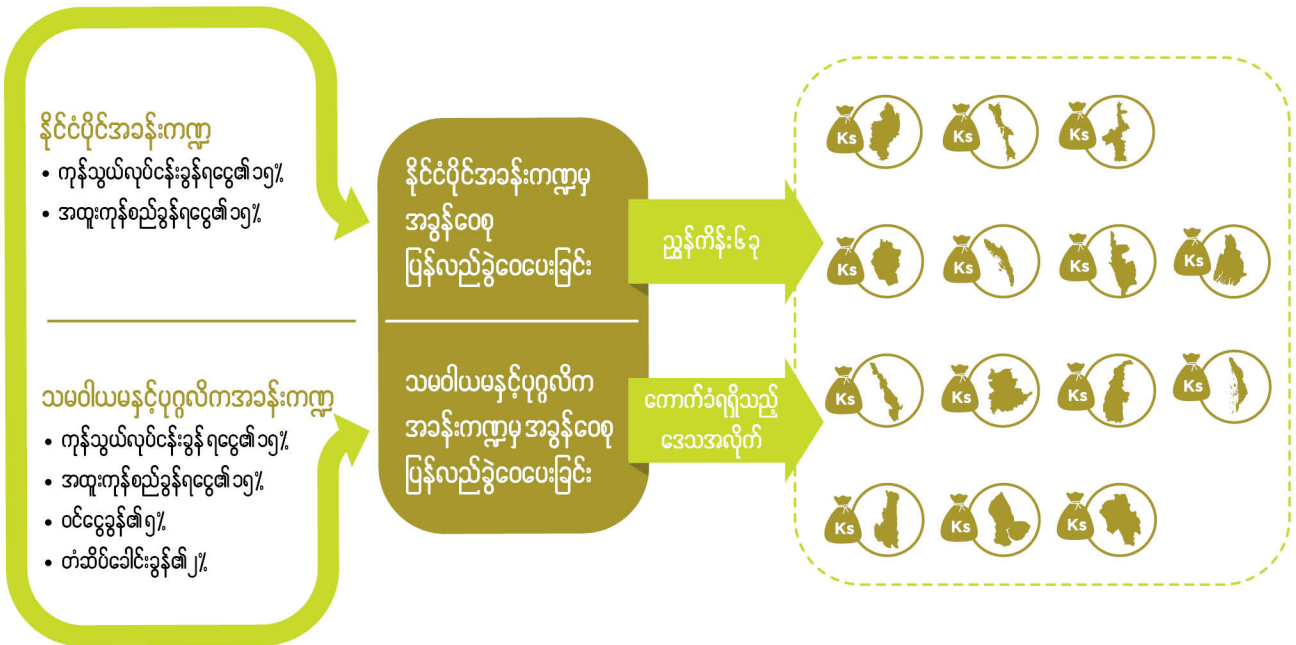 နိုင်ငံပိုင်အခန်းကဏ္ဍ
• ကုန်သွယ်လုပ်ငန်းခွန်ရငွေ၏ ၁၅%
• အထူးကုန်စည်ခွန်ရငွေ၏ ၁၅%
သမဝါယမနှင့်ပုဂ္ဂလိကအခန်းကဏ္ဍ
• ကုန်သွယ်လုပ်ငန်းခွန် ရငွေ၏ ၁၅%
• အထူးကုန်စည်ခွန်ရငွေ၏ ၁၅%
• ဝင်ငွေခွန်၏ ၅%
• တံဆိပ်ခေါင်းခွန်၏ ၂%
နိုင်ငံပိုင်အခန်းကဏ္ဍမှ
အခွန်ဝေစု
ပြန်လည်ခွဲဝေပေးခြင်း
သမဝါယမနှင့်ပုဂ္ဂလိက
အခန်းကဏ္ဍမှ အခွန်ဝေစု
ပြန်လည်ခွဲဝေပေးခြင်း
ညွှန်ကိန်း ၆ ခု
ကောက်ခံရရှိသည့်
ဒေသအလိုက်
Ks
Ks
Ks
Ks
Ks
Ks
Ks
Ks
Ks
Ks
Ks
Ks
Ks
Ks